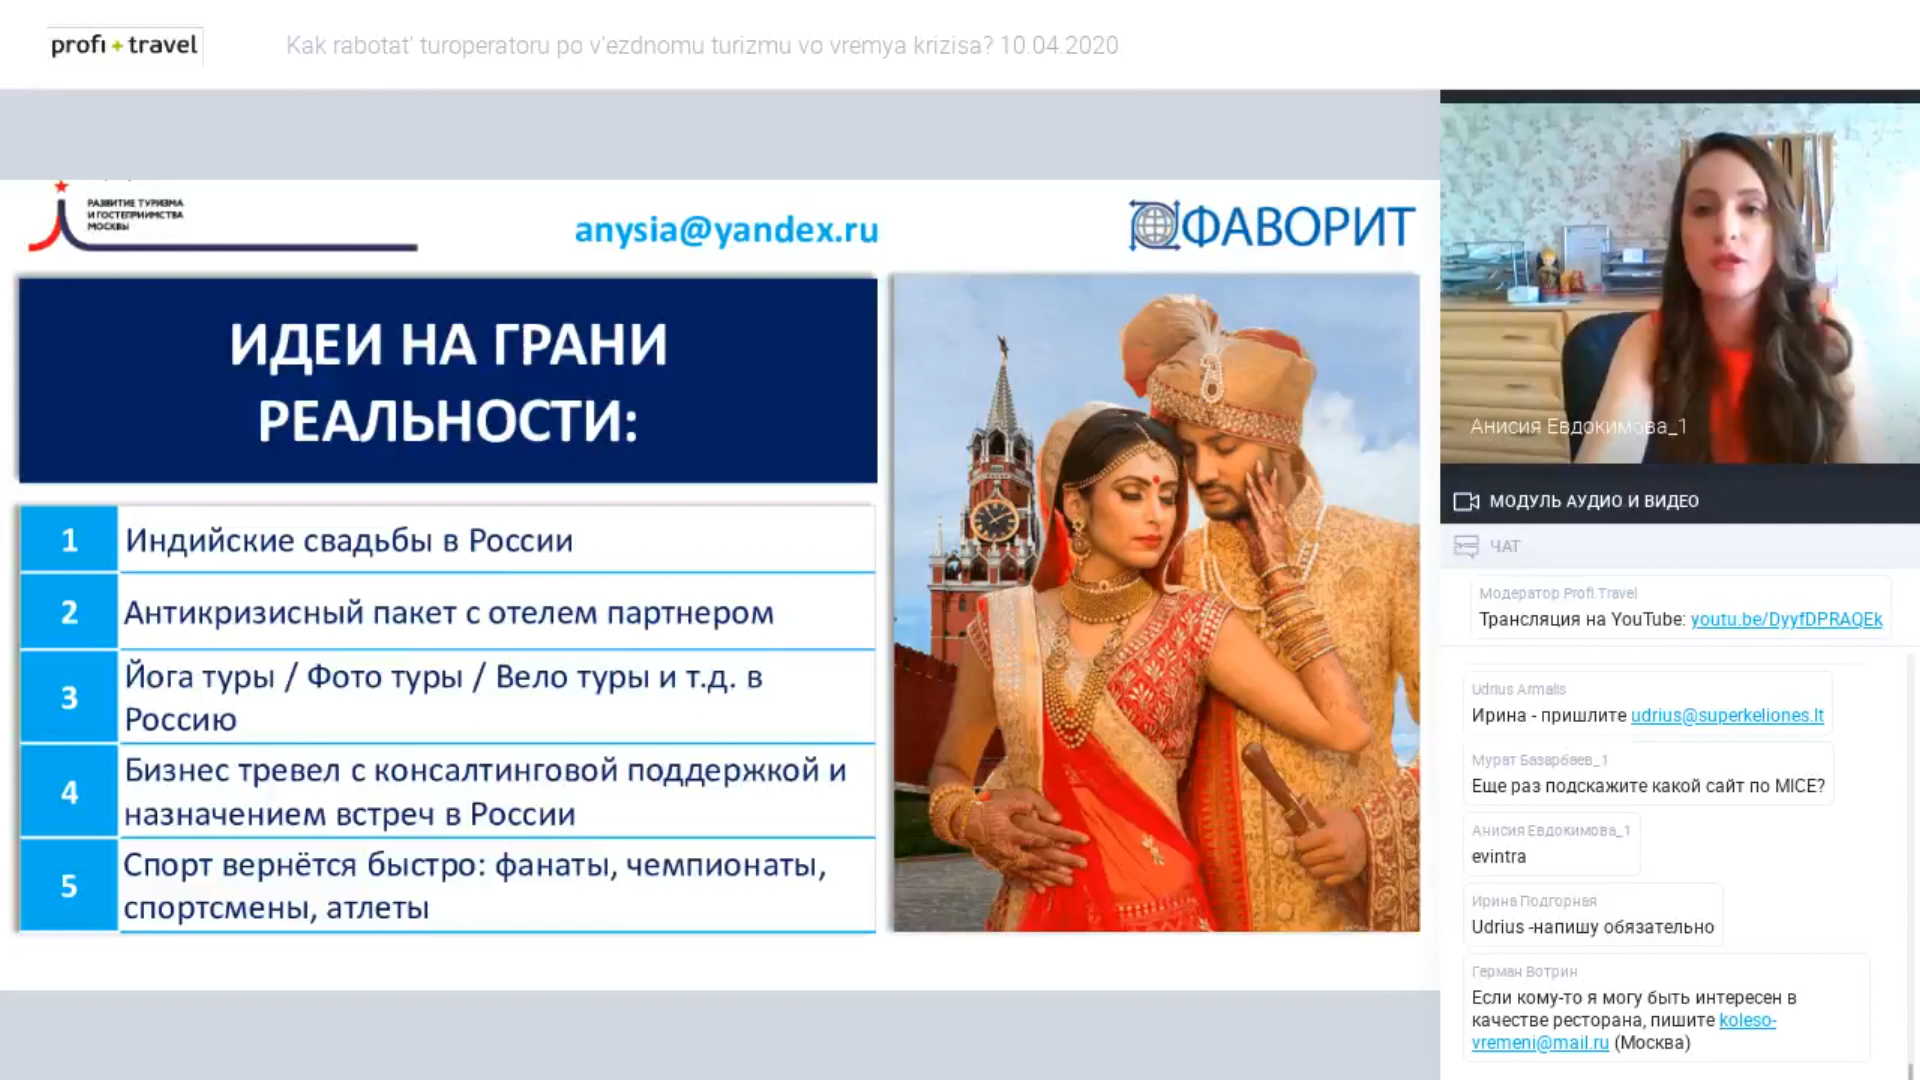 profi + travel
Kak rabotat' turoperatoru po v'ezdnomu turizmu vo vremya krizisa? 10.04.2020
РАЗВИТИЕ ТУРИЗМА
И ГОСТЕПРИИМСТВА
МОСКВЫ
anysia@yandex.ru
ФАВОРИТ
ИДЕИ НА ГРАНИ
РЕАЛЬНОСТИ:
1 Индийские свадьбы в России
2 Антикризисный пакет с отелем партнером
3 Йога туры / Фото туры / Вело туры и т.д. в
Россию
4 Бизнес тревел с консалтинговой поддержкой и
назначением встреч в России
5 Спорт вернётся быстро: фанаты, чемпионаты,
спортсмены, атлеты
Анисия Евдокимова_1
МОДУЛЬ АУДИО И ВИДЕО
ЧАТ
Модератор Profi.Travel
Трансляция на YouTube: youtu.be/DyyfDPRAQEk
Udrius Armalis
Ирина - пришлите udrius@superkeliones.lt
Мурат Базарбаев_1
Еще раз подскажите какой сайт по MICE?
Анисия Евдокимова_1
evintra
Ирина Подгорная
Udrius -напишу обязательно
Герман Вотрин
Если кому-то я могу быть интересен в
качестве ресторана, пишите koleso-
vremeni@mail.ru (Москва)